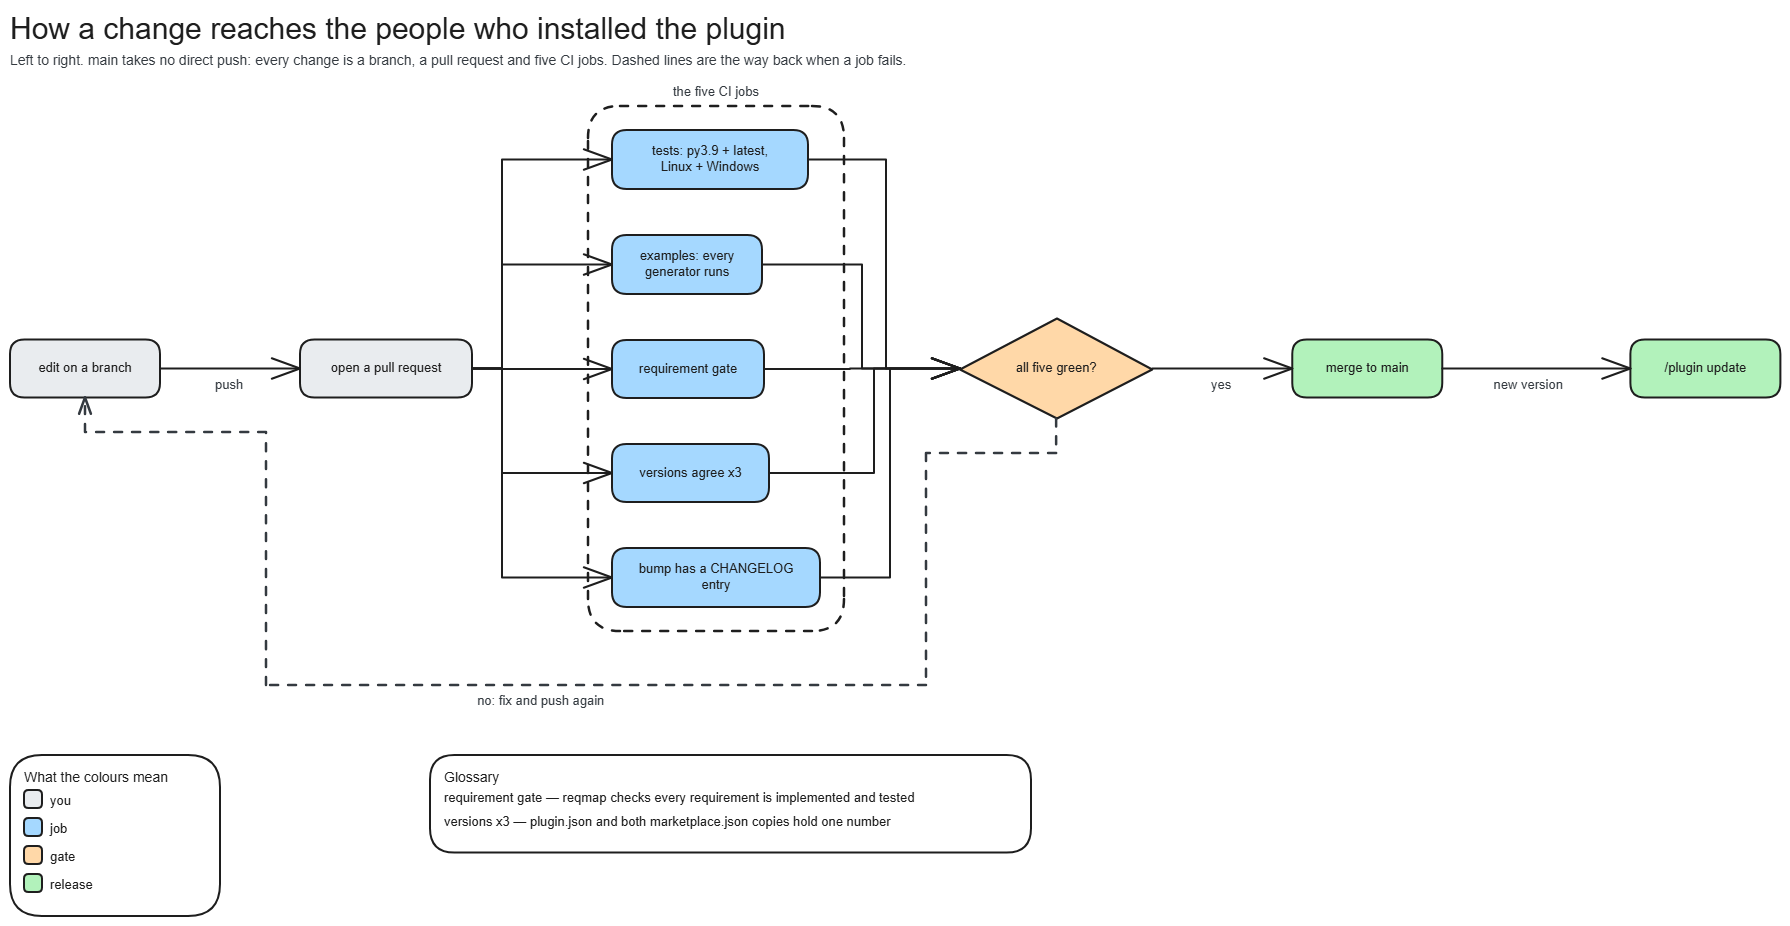 How a change reaches the people who installed the plugin
Left to right. main takes no direct push: every change is a branch, a pull request and five CI jobs. Dashed lines are the way back when a job fails.
the five CI jobs
tests: py3.9 + latest,
Linux + Windows
examples: every
generator runs
edit on a branch
push
open a pull request
requirement gate
all five green?
yes
merge to main
new version
/plugin update
versions agree x3
bump has a CHANGELOG
entry
no: fix and push again
What the colours mean
you
job
gate
release
Glossary
requirement gate — reqmap checks every requirement is implemented and tested
versions x3 — plugin.json and both marketplace.json copies hold one number